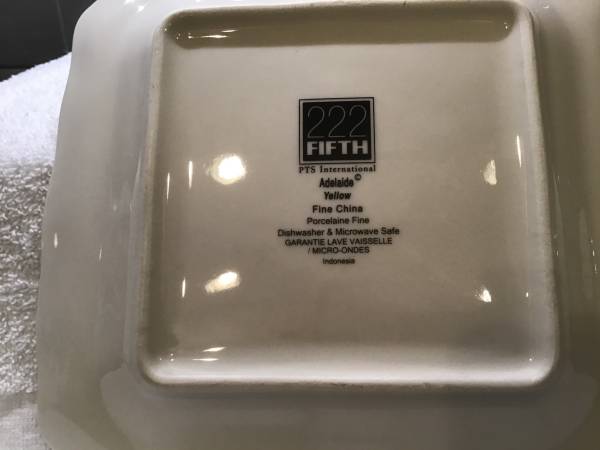 222
FIFTH
PTS International
Adelaide©
Yellow
Fine China
Porcelaine Fine
Dishwasher & Microwave Safe
GARANTIE LAVE VAISSELLE
/ MICRO-ONDES
Indonesia